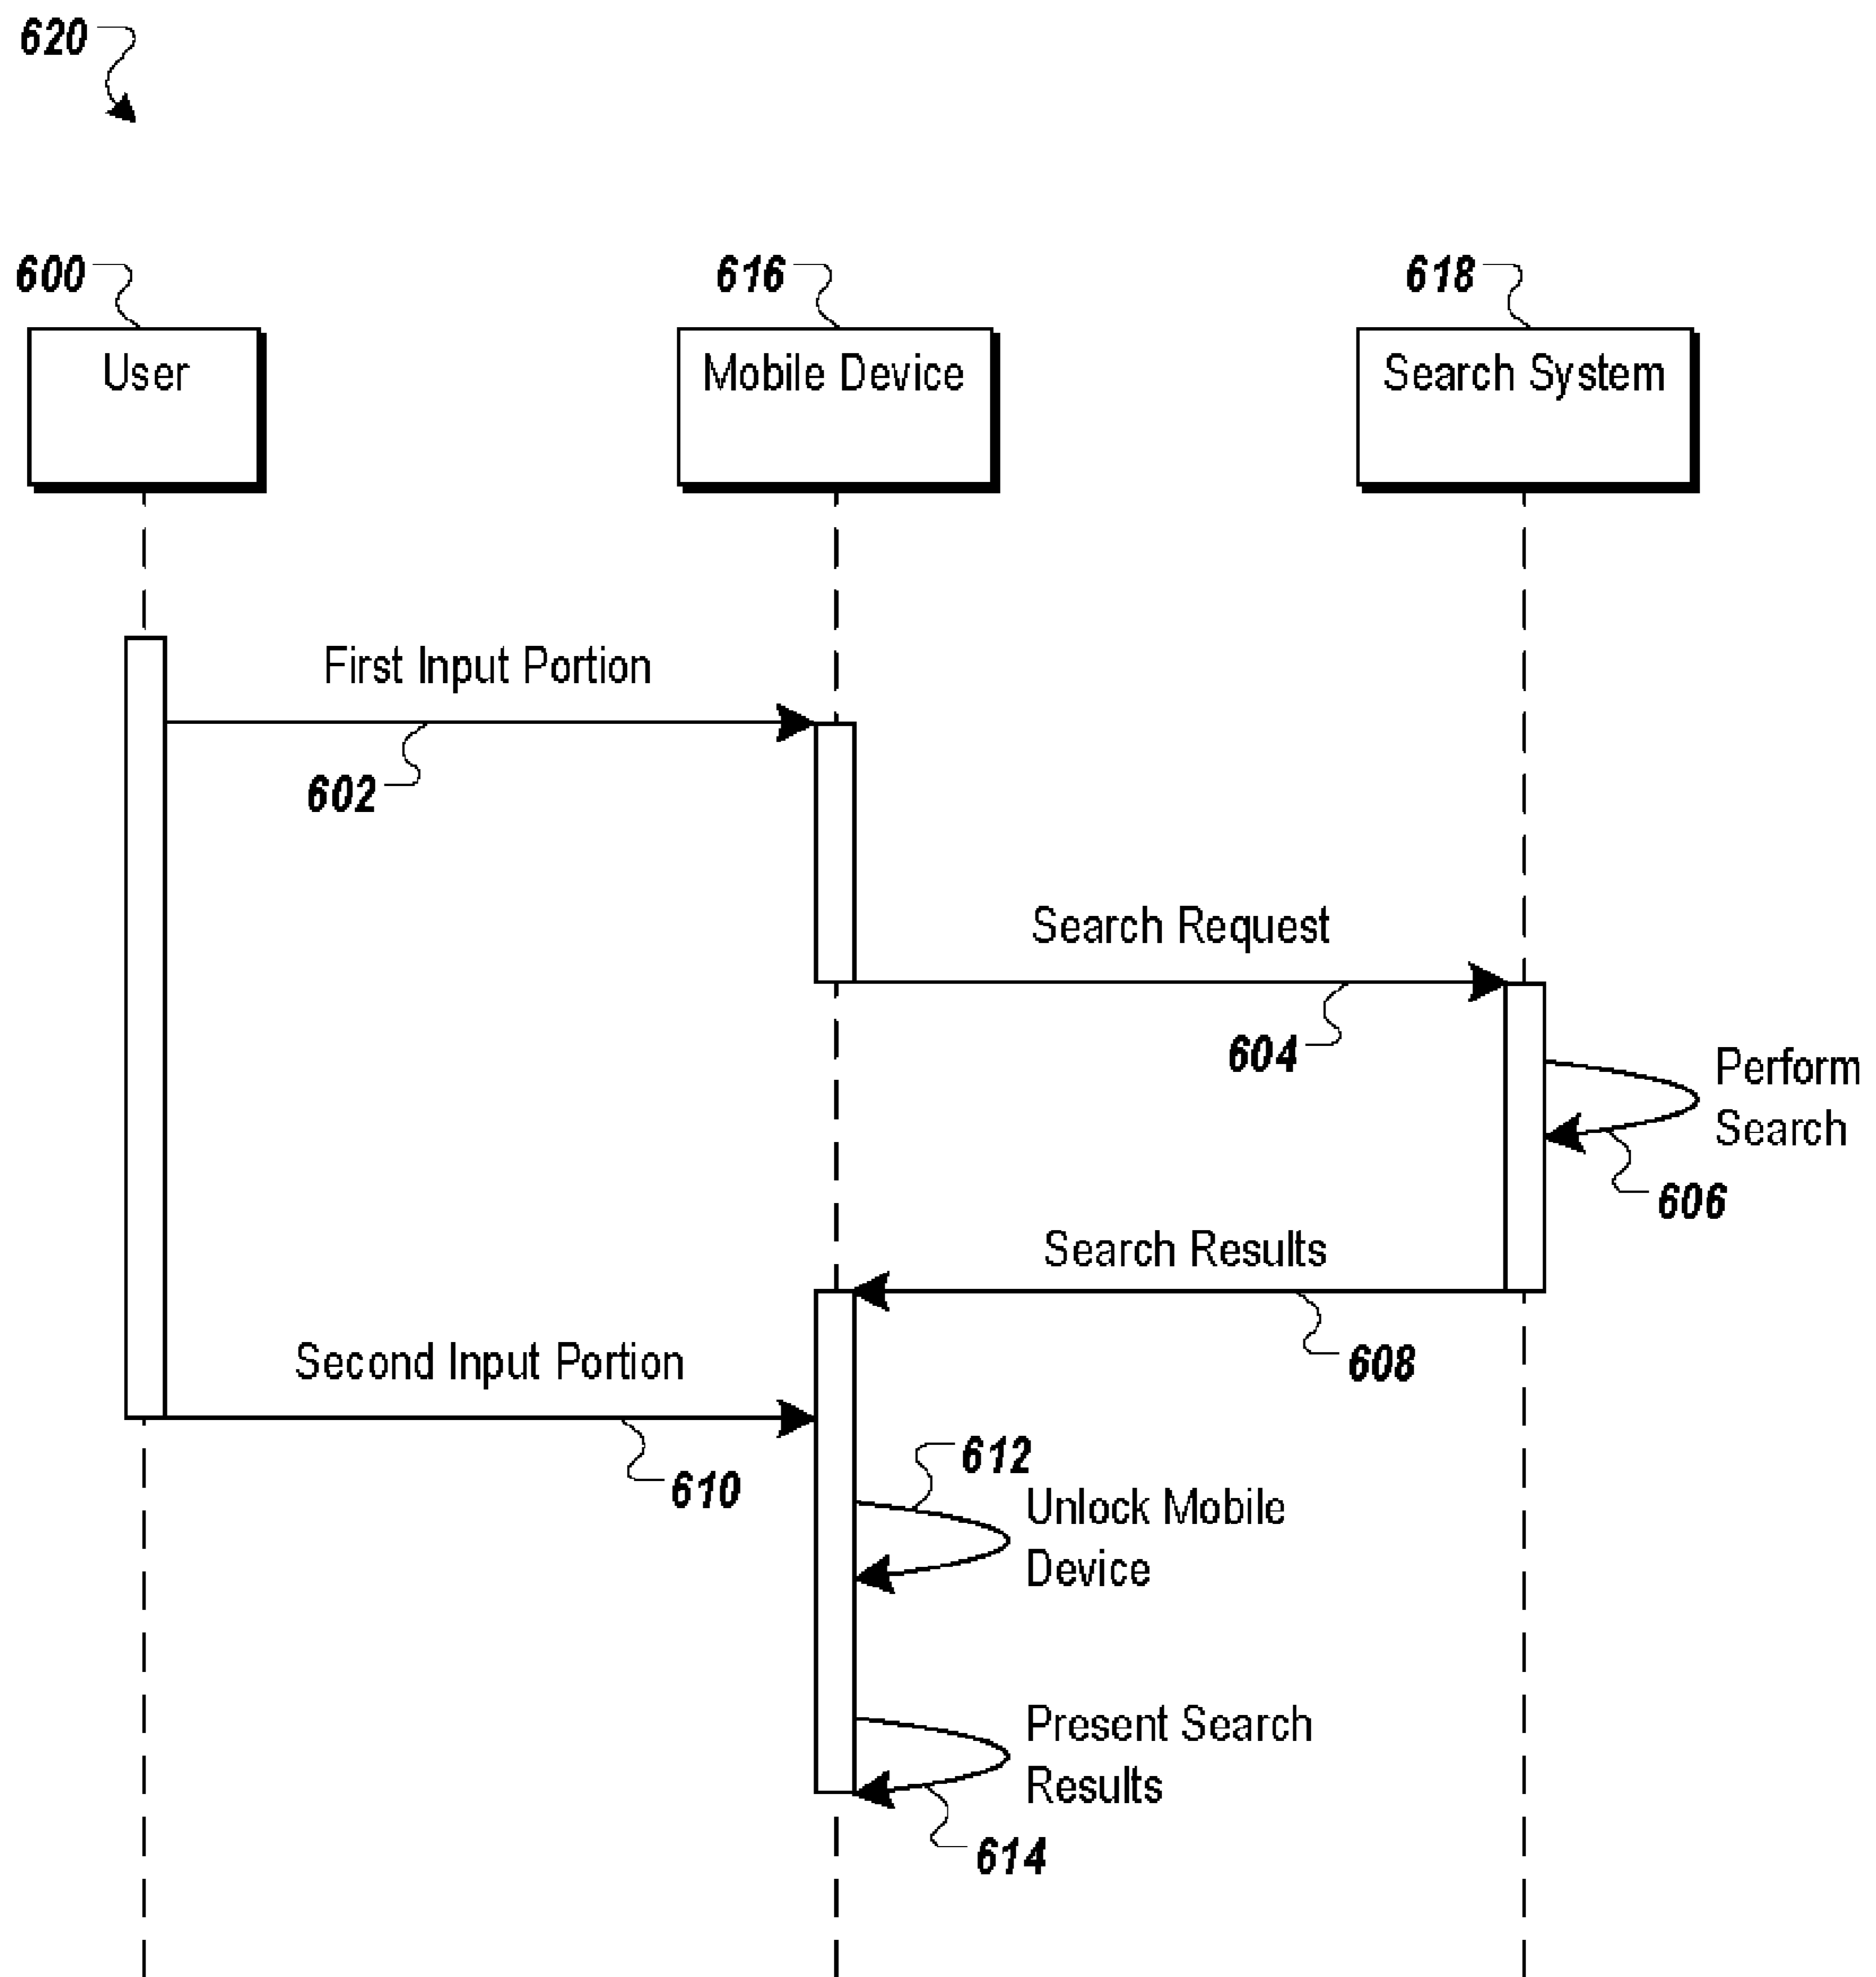 620
600
616
618
User
Mobile Device
Search System
First Input Portion
602
Search Request
604
Perform
Search
606
Search Results
608
Second Input Portion
610
612
Unlock Mobile
Device
Present Search
Results
614